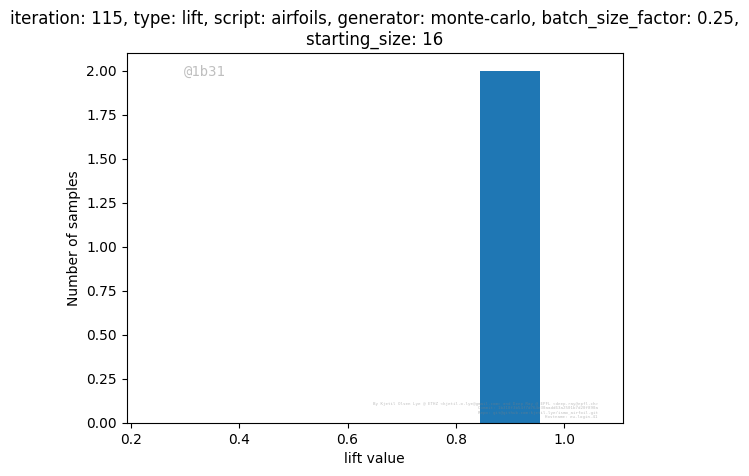 iteration: 115, type: lift, script: airfoils, generator: monte-carlo, batch_size_factor: 0.25,
starting_size: 16
@1b31
2.00
1.75
1.50
1.25
1.00
0.75
0.50
0.25
0.00
Number of samples
0.2
0.4
0.6
0.8
1.0
lift value